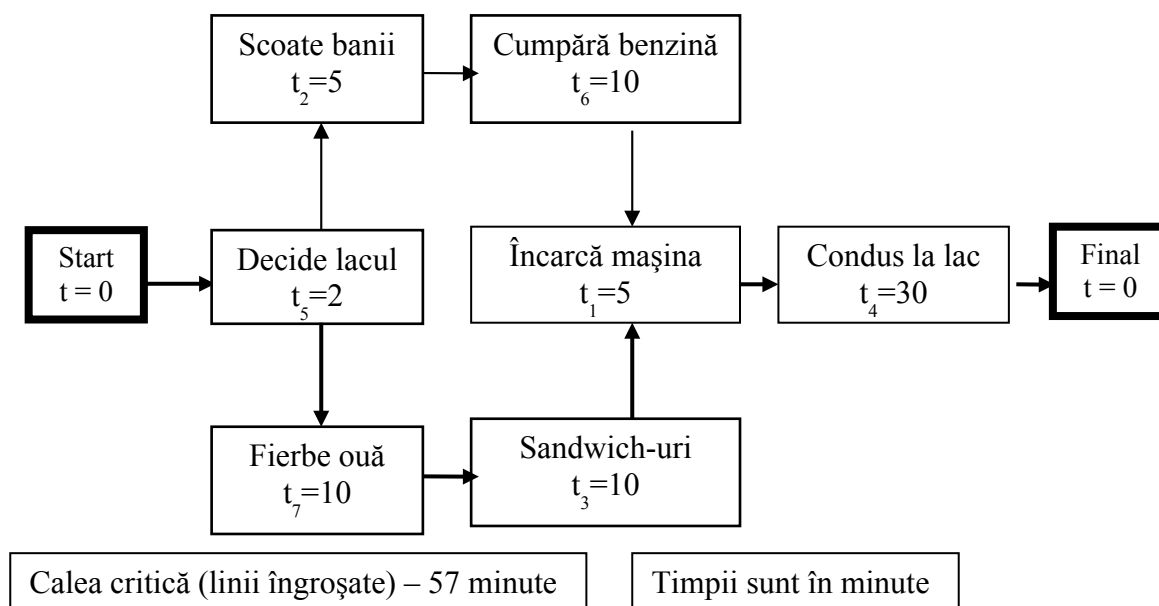 Scoate banii
t₂=5
Cumpără benzină
t₆=10
Start
t = 0
Decide lacul
t₅=2
Încarcă maşina
t₁=5
Condus la lac
t₄=30
Final
t = 0
Fierbe ouă
t₇=10
Sandwich-uri
t₃=10
Calea critică (linii îngroşate) – 57 minute
Timpii sunt în minute